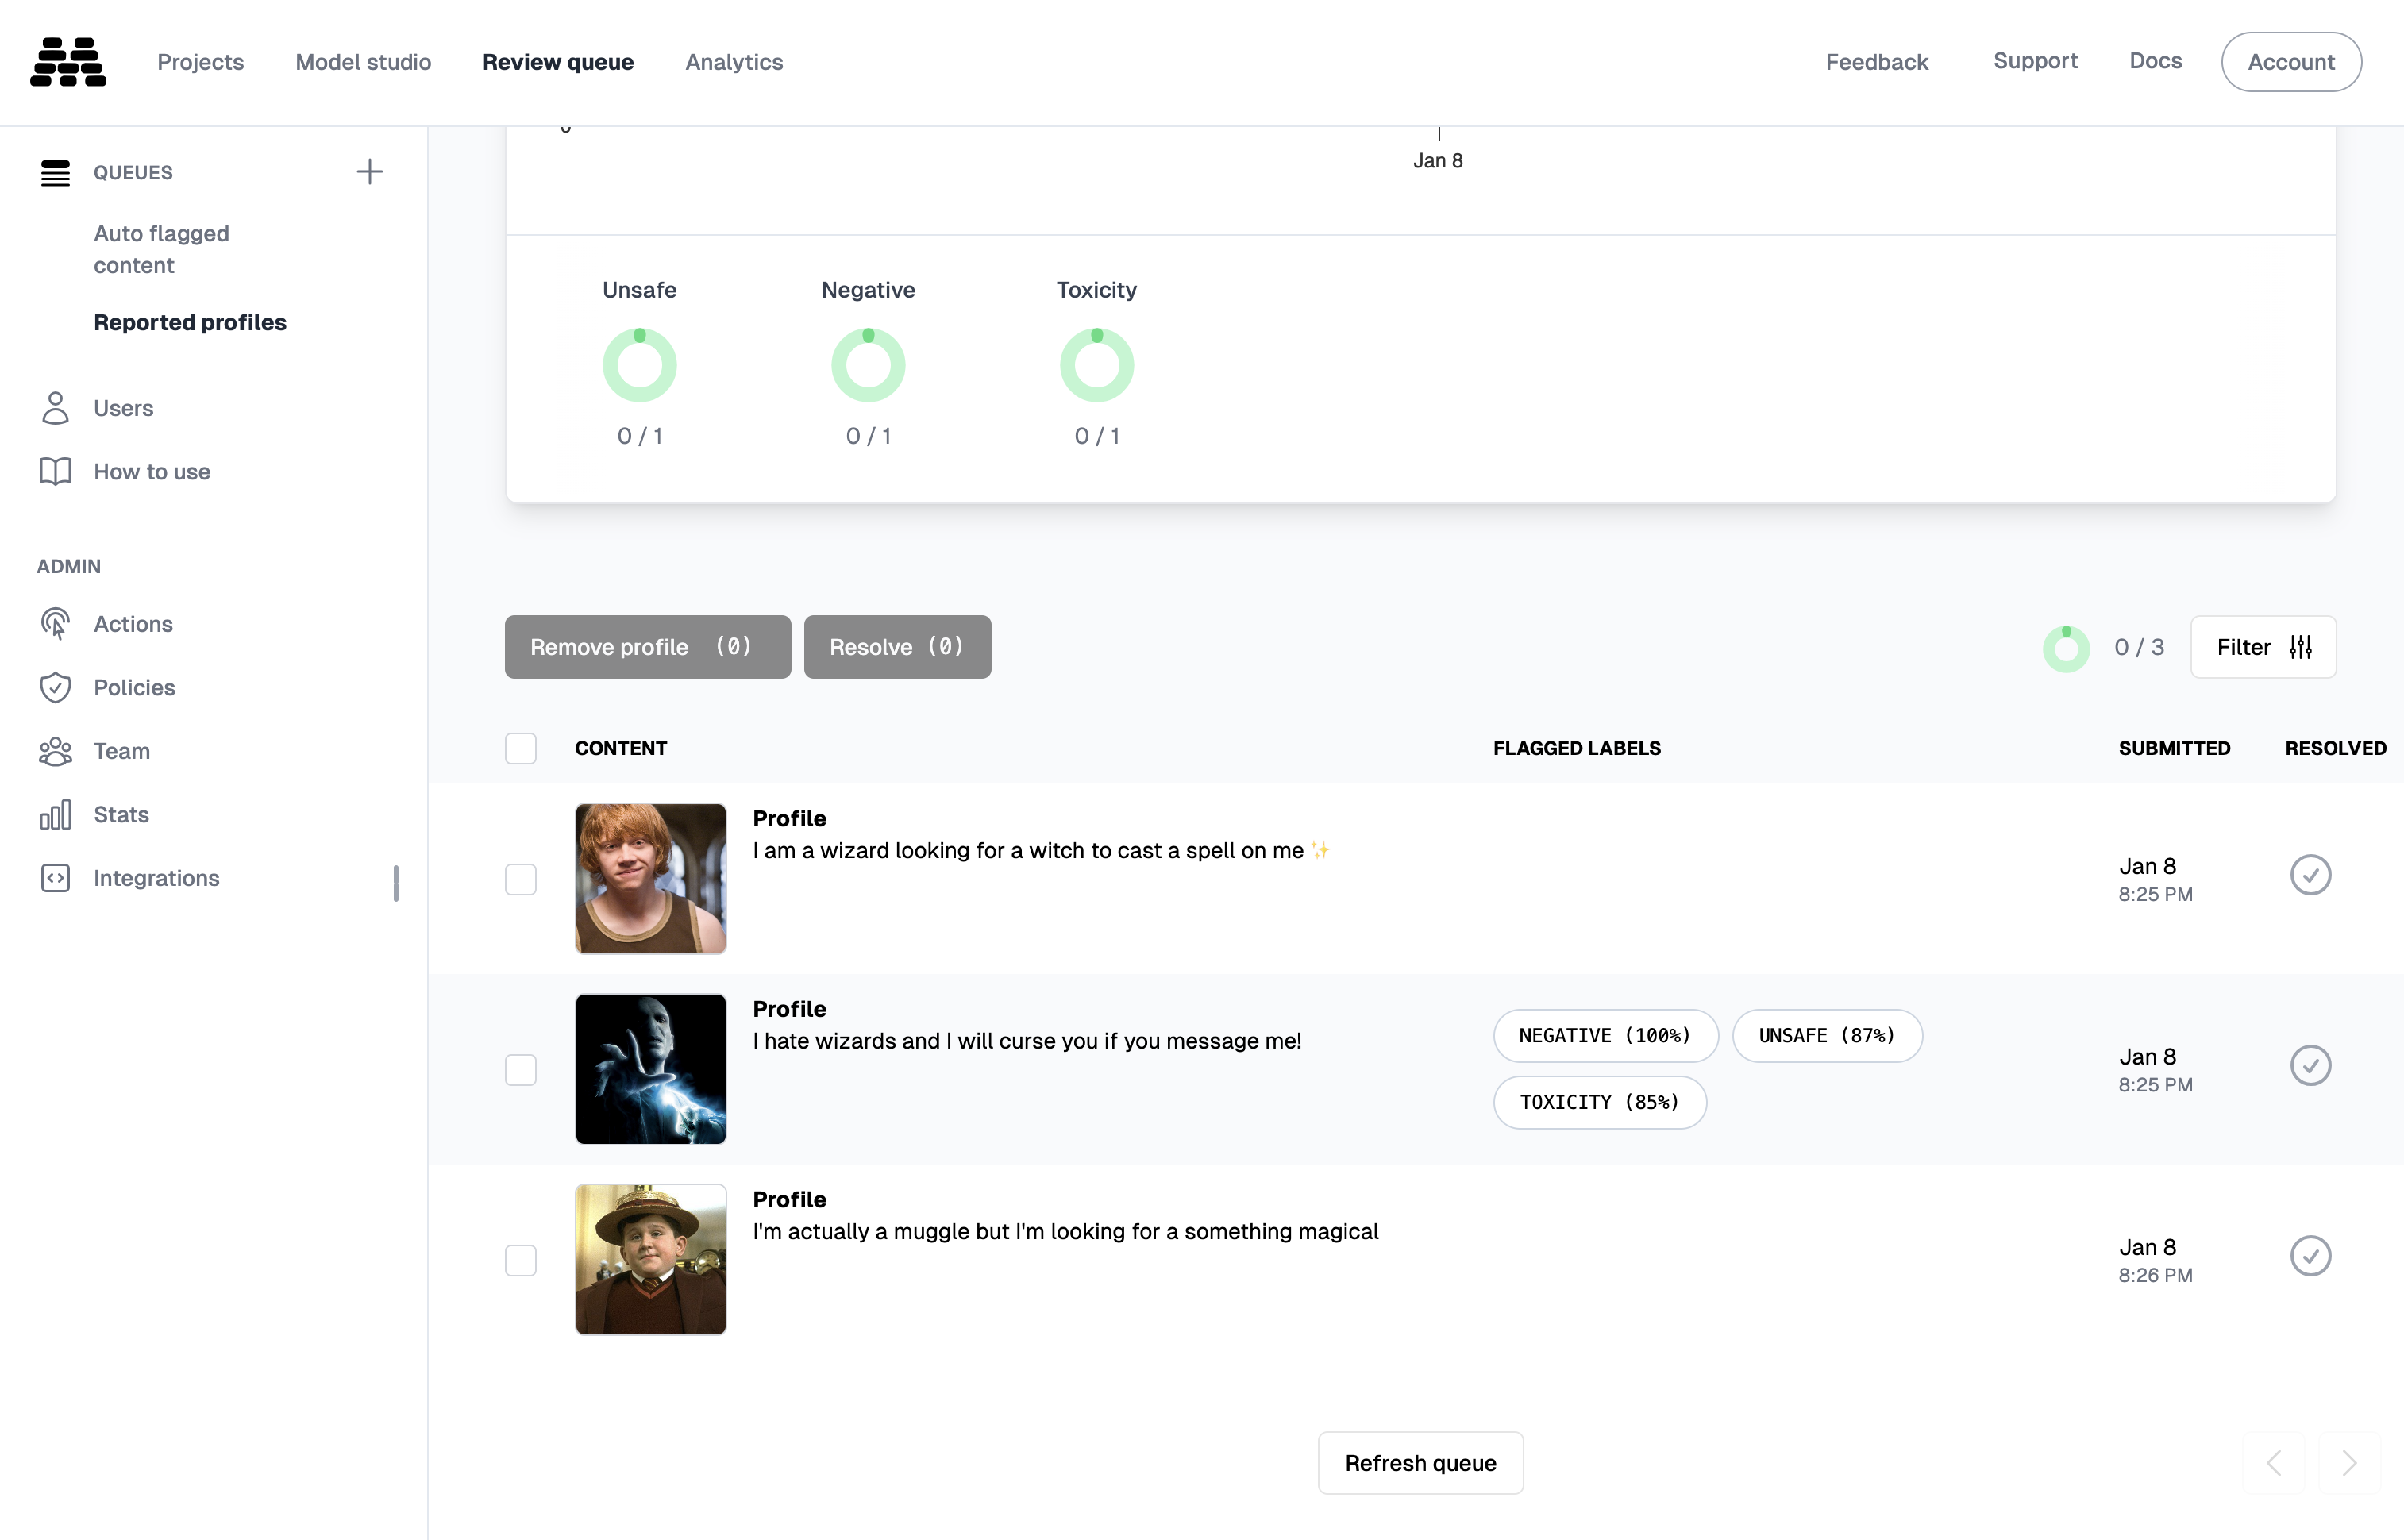 Projects
Model studio
Review queue
Analytics
Feedback
Support
Docs
Account
QUEUES
Auto flagged
content
Reported profiles
Users
How to use
ADMIN
Actions
Policies
Team
Stats
Integrations
Jan 8
Unsafe
Negative
Toxicity
0 / 1
0 / 1
0 / 1
Remove profile (0)
Resolve (0)
0 / 3
Filter
CONTENT
FLAGGED LABELS
SUBMITTED
RESOLVED
Profile
I am a wizard looking for a witch to cast a spell on me ✨
Jan 8
8:25 PM
Profile
I hate wizards and I will curse you if you message me!
NEGATIVE (100%)
UNSAFE (87%)
TOXICITY (85%)
Jan 8
8:25 PM
Profile
I'm actually a muggle but I'm looking for a something magical
Jan 8
8:26 PM
Refresh queue